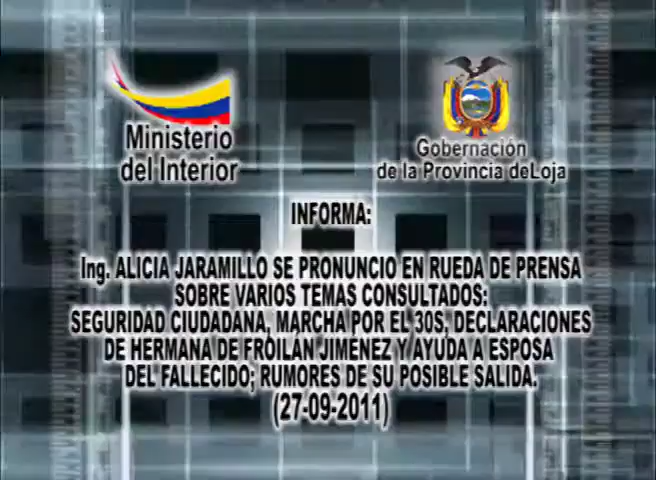 Ministerio
del Interior
Gobernación
de la Provincia deLoja
INFORMA:
Ing. ALICIA JARAMILLO SE PRONUNCIO EN RUEDA DE PRENSA
SOBRE VARIOS TEMAS CONSULTADOS:
SEGURIDAD CIUDADANA, MARCHA POR EL 30S, DECLARACIONES
DE HERMANA DE FROILÁN JIMÉNEZ Y AYUDA A ESPOSA
DEL FALLECIDO; RUMORES DE SU POSIBLE SALIDA.
(27-09-2011)